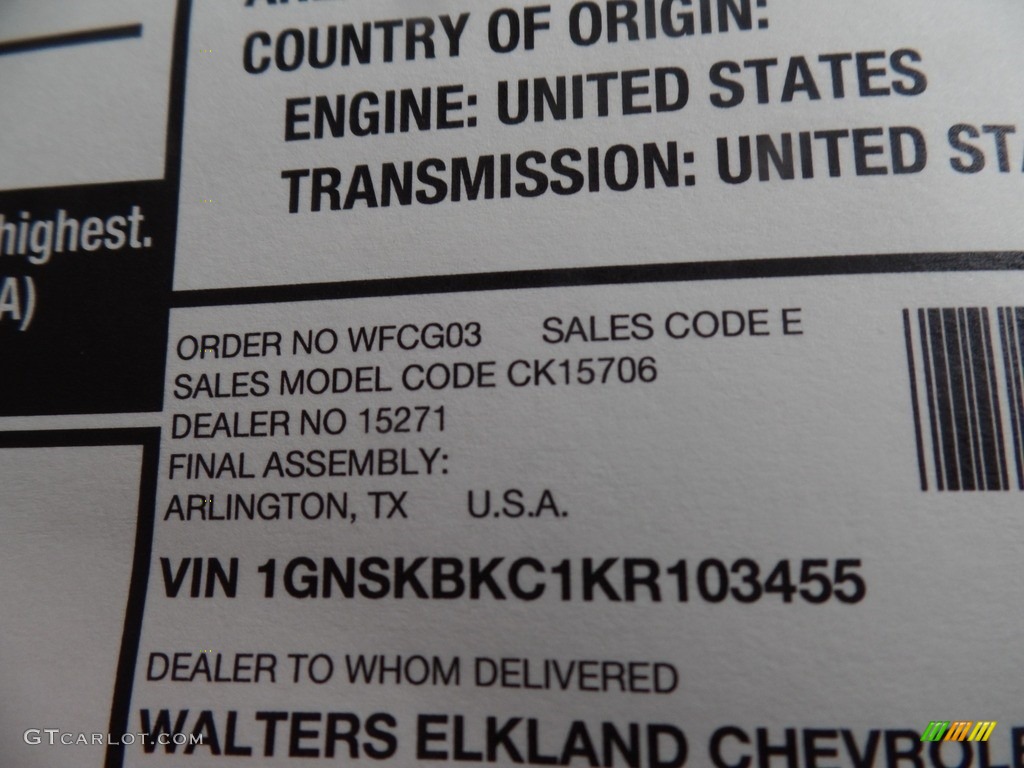 COUNTRY OF ORIGIN:
ENGINE: UNITED STATES
TRANSMISSION: UNITED
highest.
A)
ORDER NO WFCG03 SALES CODE E
SALES MODEL CODE CK15706
DEALER NO 15271
FINAL ASSEMBLY:
ARLINGTON, TX U.S.A.
VIN 1GNSKBKC1KR103455
DEALER TO WHOM DELIVERED
WALTERS ELKLAND CHEVROLE
GTCARLOT.COM